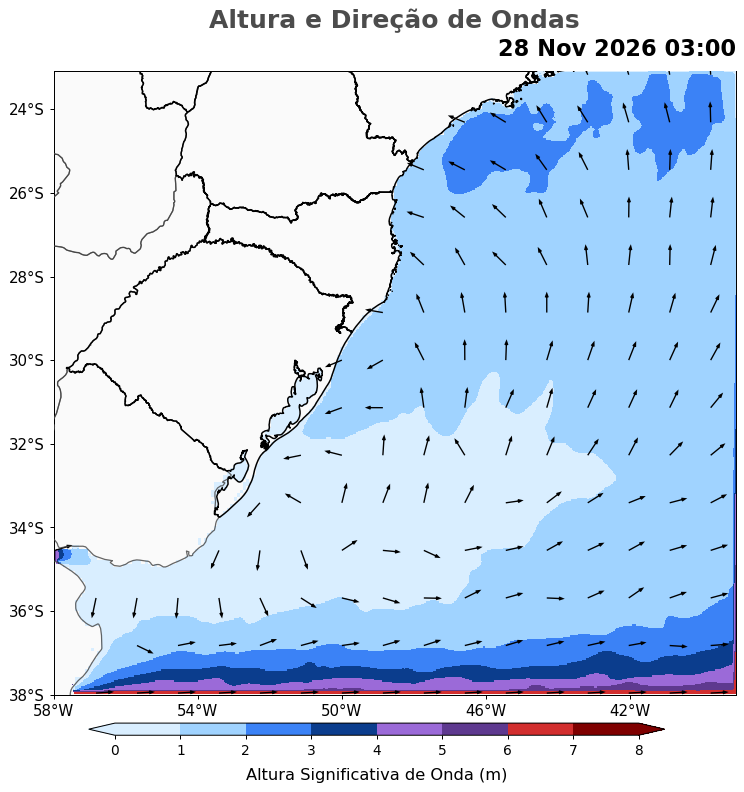 Altura e Direção de Ondas
28 Nov 2026 03:00
24°S
26°S
28°S
30°S
32°S
34°S
36°S
38°S
58°W 54°W 50°W 46°W 42°W
0 1 2 3 4 5 6 7 8
Altura Significativa de Onda (m)